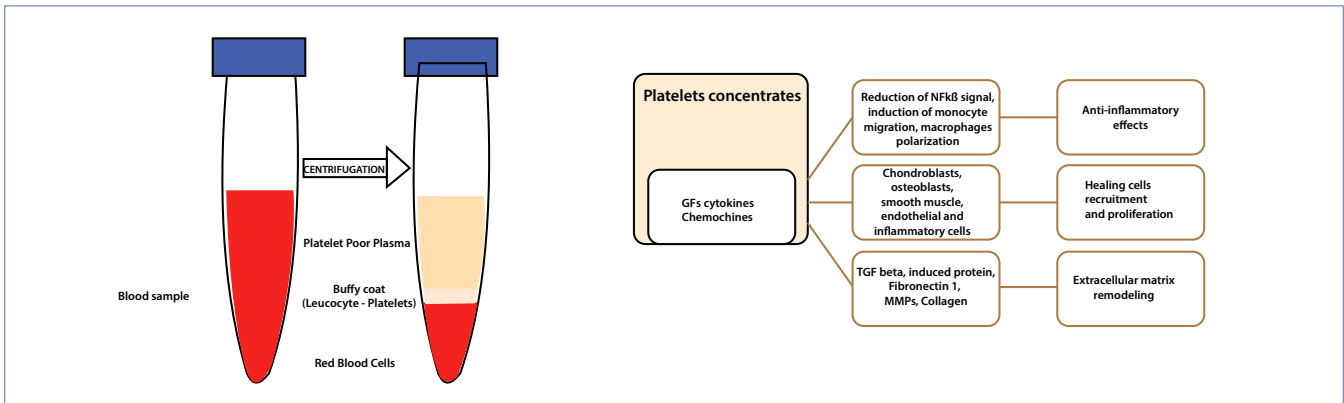 Blood sample
CENTRIFUGATION
Platelet Poor Plasma
Buffy coat
(Leucocyte - Platelets)
Red Blood Cells
Platelets concentrates
GFs cytokines
Chemochines
Reduction of NFkß signal,
induction of monocyte
migration, macrophages
polarization
Anti-inflammatory
effects
Chondroblasts,
osteoblasts,
smooth muscle,
endothelial and
inflammatory cells
Healing cells
recruitment
and proliferation
TGF beta, induced protein,
Fibronectin 1,
MMPs, Collagen
Extracellular matrix
remodeling